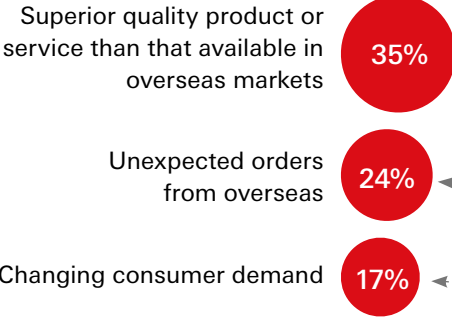 Superior quality product or
service than that available in
overseas markets
35%
Unexpected orders
from overseas
24%
Changing consumer demand
17%